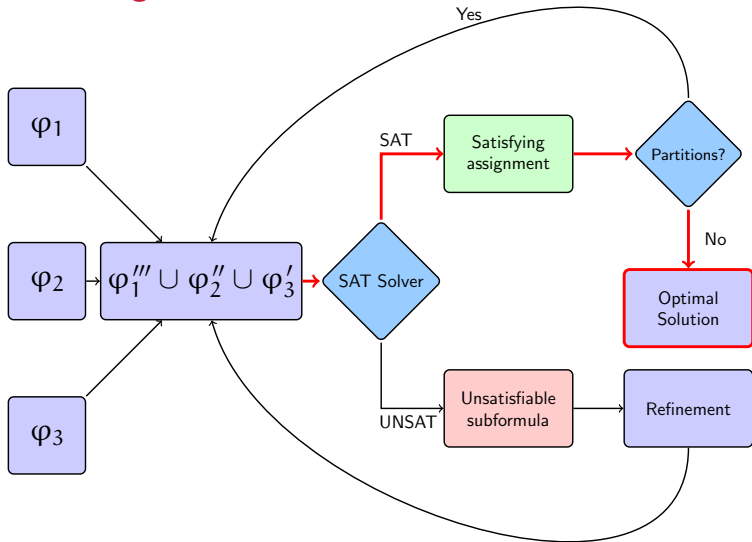 Yes
φ1
SAT
Satisfying
assignment
Partitions?
No
φ2
φ1''' ∪ φ2'' ∪ φ3'
SAT Solver
Optimal
Solution
φ3
UNSAT
Unsatisfiable
subformula
Refinement